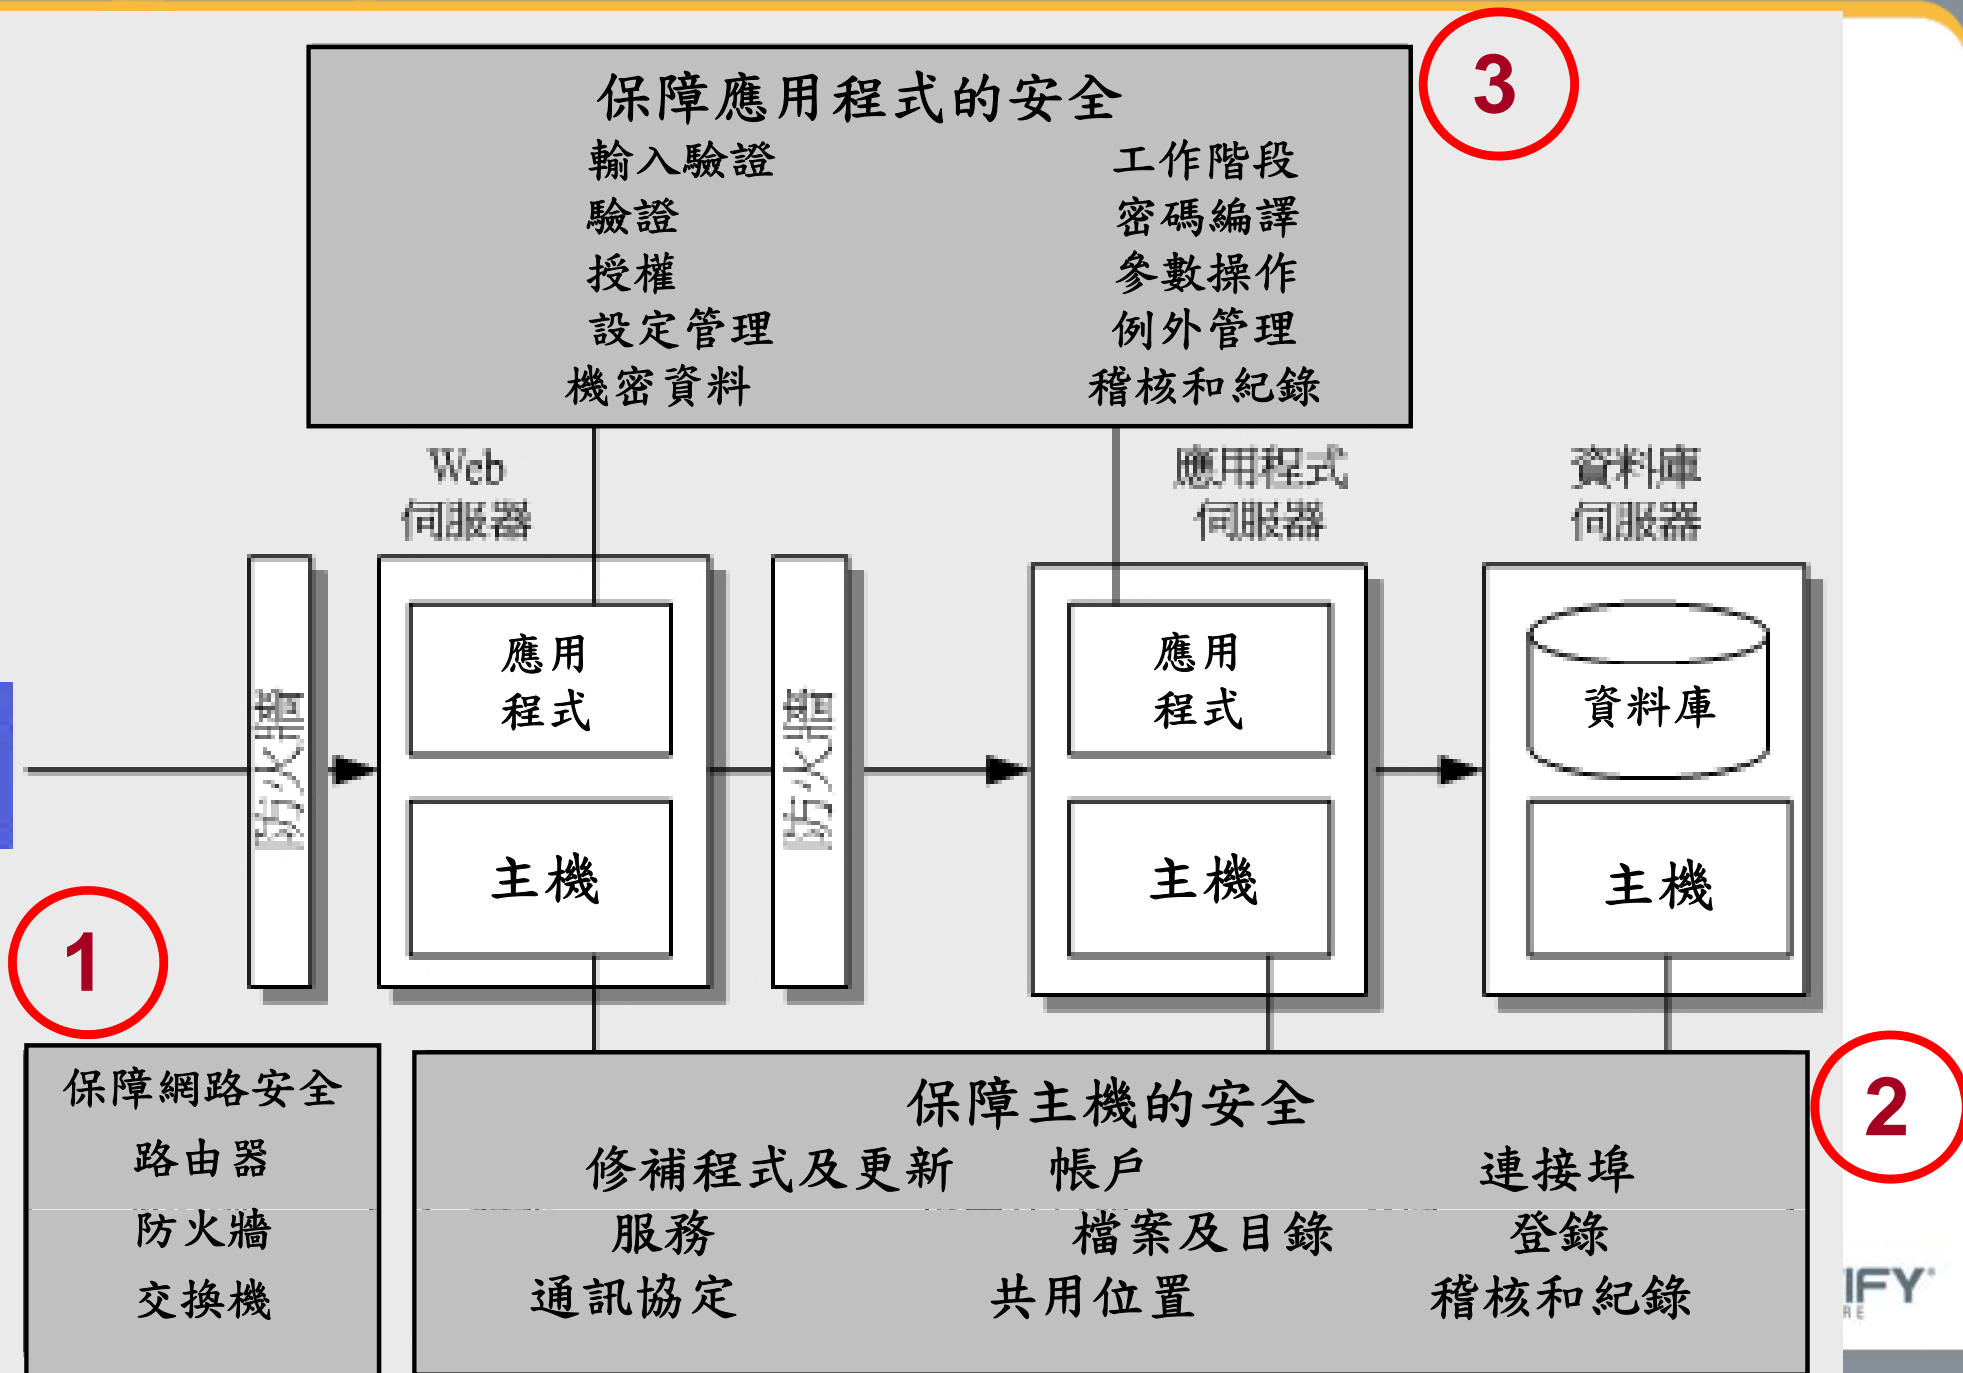 3
保障應用程式的安全
輸入驗證 工作階段
驗證 密碼編譯
授權 參數操作
設定管理 例外管理
機密資料 稽核和紀錄
Web
伺服器
應用程式
伺服器
資料庫
伺服器
防火牆
應用
程式
主機
防火牆
應用
程式
主機
資料庫
主機
1
保障網路安全
路由器
防火牆
交換機
2
保障主機的安全
修補程式及更新 帳戶 連接埠
服務 檔案及目錄 登錄
通訊協定 共用位置 稽核和紀錄
IFY
RE